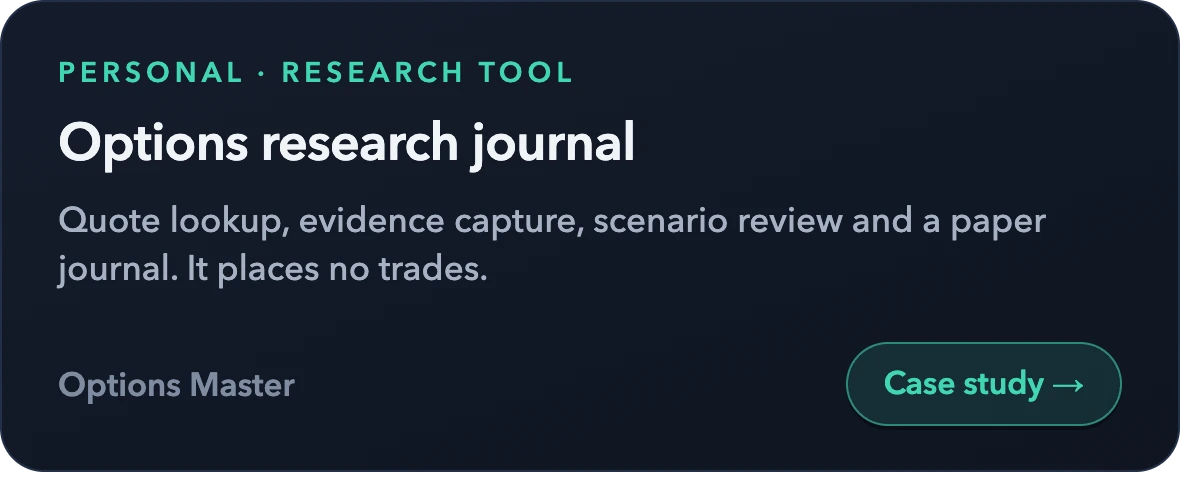 PERSONAL · RESEARCH TOOL
Options research journal
Quote lookup, evidence capture, scenario review and a paper
journal. It places no trades.
Options Master
Case study →